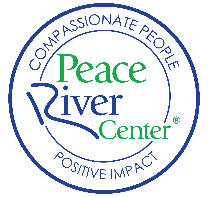 COMPASSIONATE PEOPLE
Peace
River
Center®
POSITIVE IMPACT